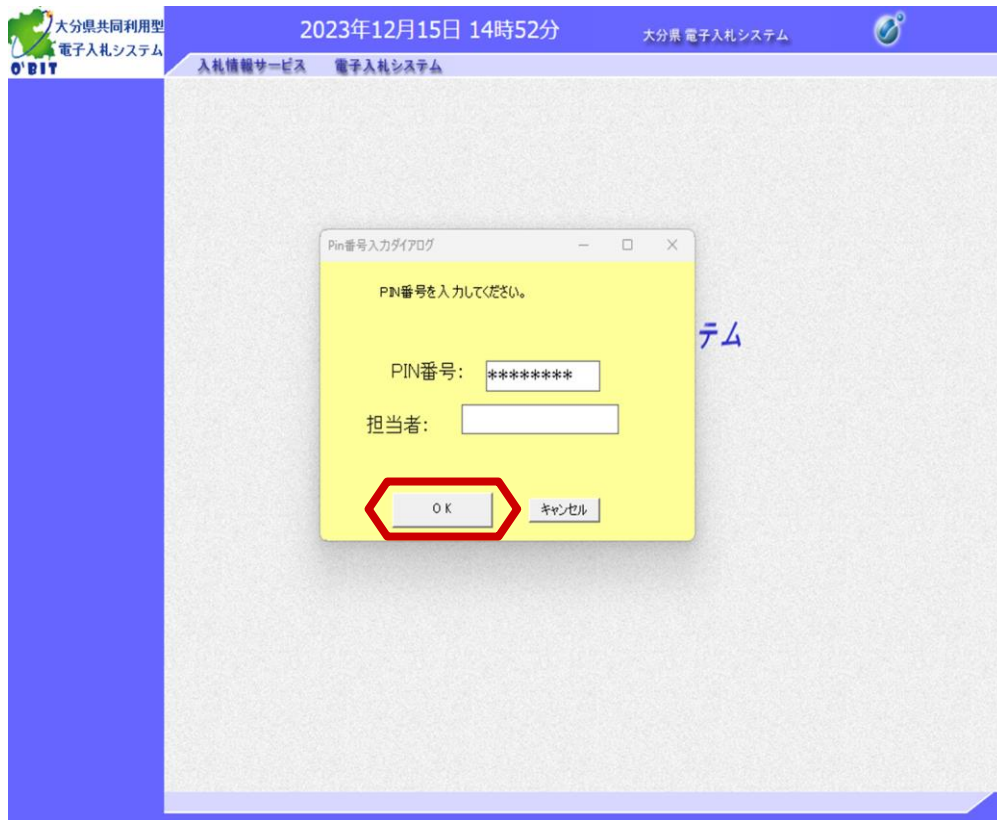 大分県共同利用型
電子入札システム
O'BIT
2023年12月15日 14時52分
大分県 電子入札システム
入札情報サービス 電子入札システム
Pin番号入力ダイアログ
PIN番号を入力してください。
テム
PIN番号: ********
担当者:
OK キャンセル